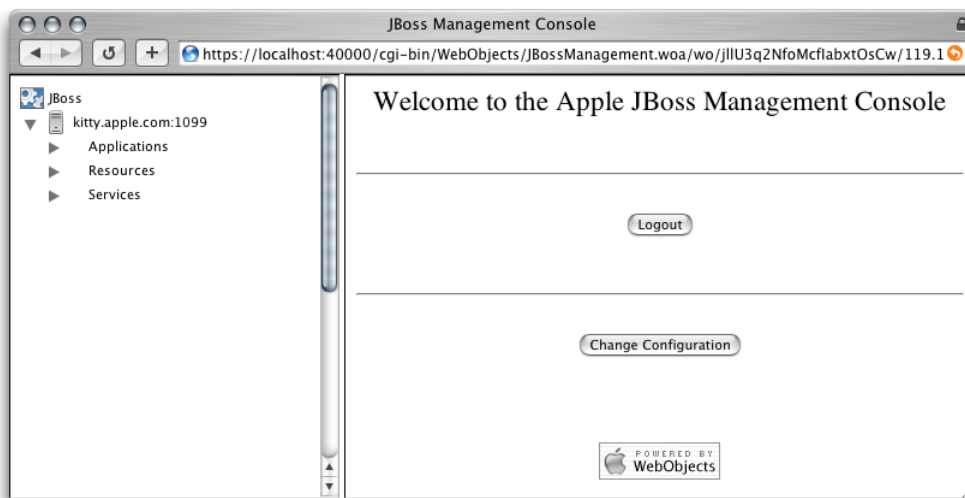 JBoss Management Console
https://localhost:40000/cgi-bin/WebObjects/JBossManagement.woa/wo/jllU3q2NfoMcflabxtOsCw/119.1
JBoss
kitty.apple.com:1099
Applications
Resources
Services
Welcome to the Apple JBoss Management Console
Logout
Change Configuration
POWERED BY
WebObjects